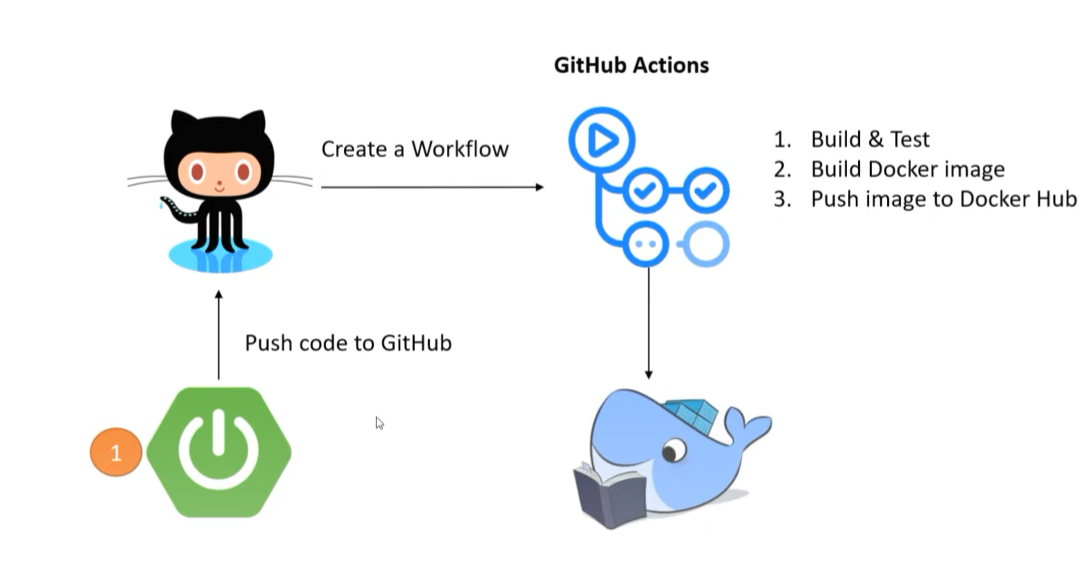 GitHub Actions
Create a Workflow
1. Build & Test
2. Build Docker image
3. Push image to Docker Hub
Push code to GitHub
1